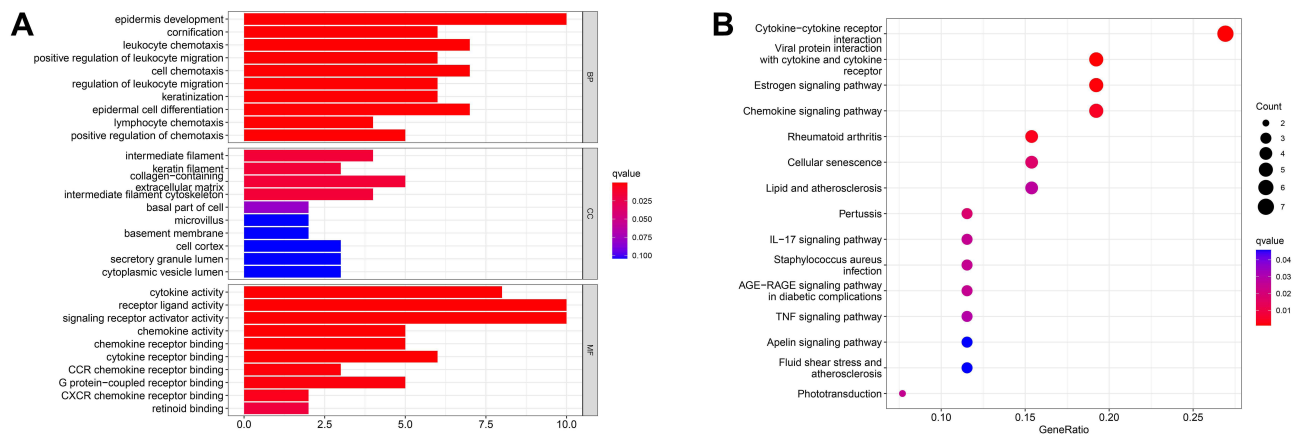 A
epidermis development
cornification
leukocyte chemotaxis
positive regulation of leukocyte migration
cell chemotaxis
regulation of leukocyte migration
keratinization
epidermal cell differentiation
lymphocyte chemotaxis
positive regulation of chemotaxis
BP
intermediate filament
keratin filament
collagen−containing
extracellular matrix
intermediate filament cytoskeleton
basal part of cell
microvillus
basement membrane
cell cortex
secretory granule lumen
cytoplasmic vesicle lumen
CC
cytokine activity
receptor ligand activity
signaling receptor activator activity
chemokine activity
chemokine receptor binding
cytokine receptor binding
CCR chemokine receptor binding
G protein−coupled receptor binding
CXCR chemokine receptor binding
retinoid binding
MF
0.0
2.5
5.0
7.5
10.0
qvalue
0.025
0.050
0.075
0.100
B
Cytokine−cytokine receptor
interaction
Viral protein interaction
with cytokine and cytokine
receptor
Estrogen signaling pathway
Chemokine signaling pathway
Rheumatoid arthritis
Cellular senescence
Lipid and atherosclerosis
Pertussis
IL−17 signaling pathway
Staphylococcus aureus
infection
AGE−RAGE signaling pathway
in diabetic complications
TNF signaling pathway
Apelin signaling pathway
Fluid shear stress and
atherosclerosis
Phototransduction
0.10
0.15
0.20
0.25
GeneRatio
Count
2
3
4
5
6
7
qvalue
0.04
0.03
0.02
0.01